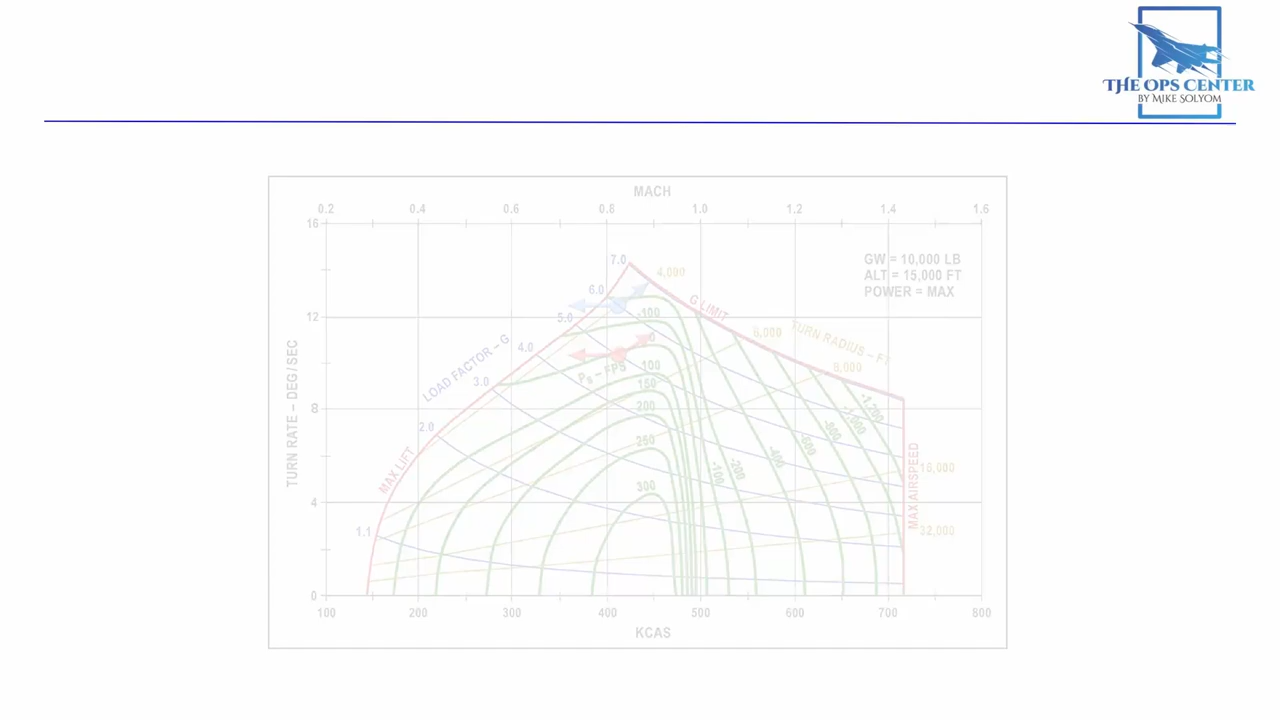 THE OPS CENTER
BY MIKE SOLYOM
MACH
0.2 0.4 0.6 0.8 1.0 1.2 1.4 1.6
16
12
8
4
0
TURN RATE – DEG/SEC
GW = 10,000 LB
ALT = 15,000 FT
POWER = MAX
7.0
6.0
5.0
4.0
3.0
2.0
1.1
LOAD FACTOR – G
MAX LIFT
4,000
G LIMIT
6,000
TURN RADIUS – FT
8,000
16,000
32,000
MAX AIRSPEED
-100
0
Ps – FPS
100
150
200
250
300
-100
-200
-400
-600
-800
-1,000
-1,200
100 200 300 400 500 600 700 800
KCAS